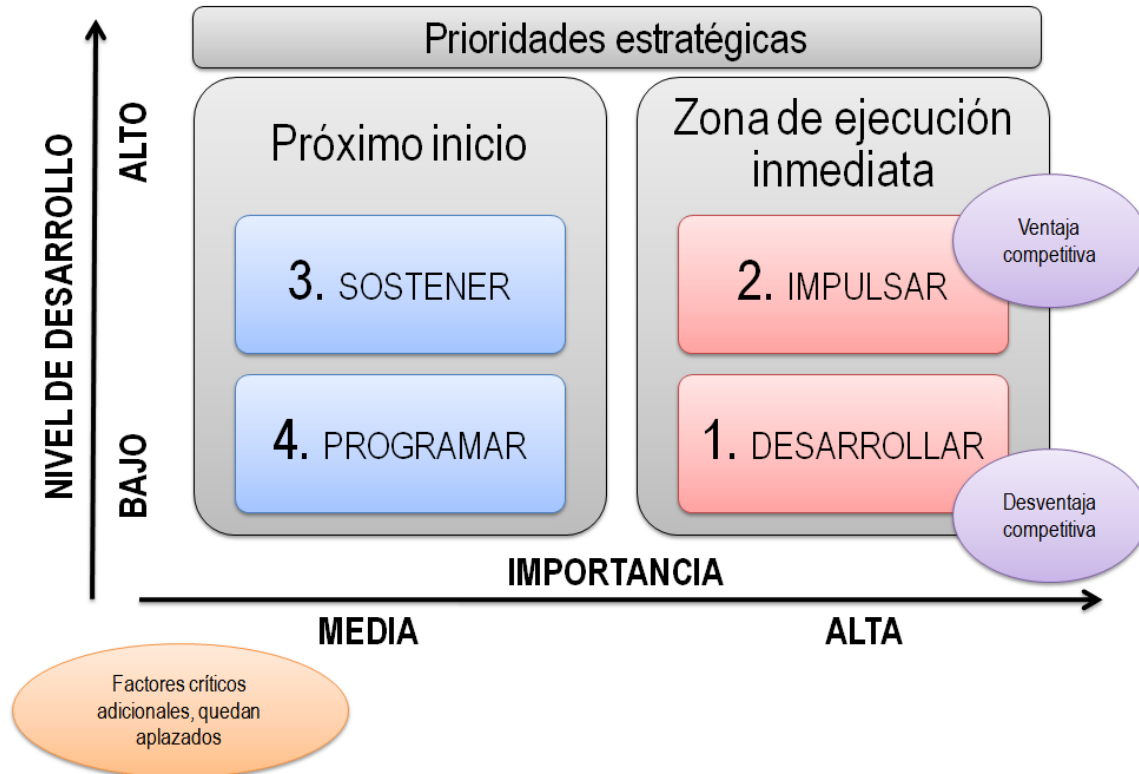 Prioridades estratégicas
Próximo inicio
Zona de ejecución
inmediata
3. SOSTENER
2. IMPULSAR
Ventaja
competitiva
4. PROGRAMAR
1. DESARROLLAR
Desventaja
competitiva
NIVEL DE DESARROLLO
ALTO
BAJO
IMPORTANCIA
MEDIA
ALTA
Factores críticos
adicionales, quedan
aplazados